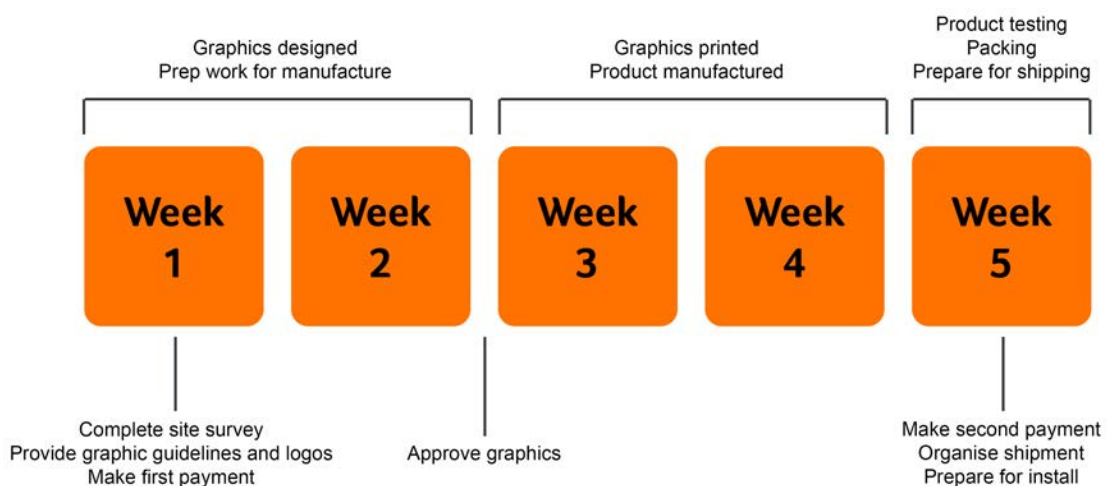 Graphics designed
Prep work for manufacture
Graphics printed
Product manufactured
Product testing
Packing
Prepare for shipping
Week
1
Week
2
Week
3
Week
4
Week
5
Complete site survey
Provide graphic guidelines and logos
Make first payment
Approve graphics
Make second payment
Organise shipment
Prepare for install